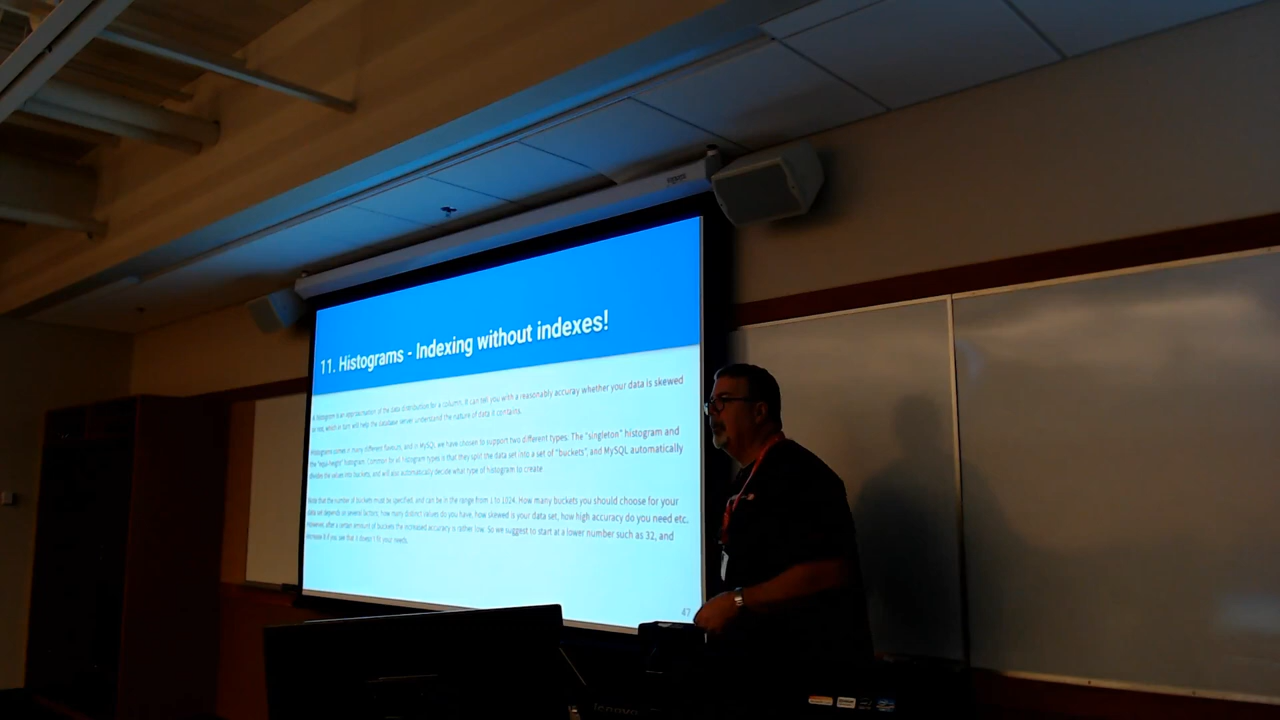 11. Histograms - Indexing without indexes!
A histogram is an approximation of the data distribution for a column. It can tell you with a reasonably accuray whether your data is skewed
or not, which in turn will help the database server understand the nature of data it contains.
Histograms comes in many different flavours, and in MySQL we have chosen to support two different types: The "singleton" histogram and
the "equi-height" histogram. Common for all histogram types is that they split the data set into a set of "buckets", and MySQL automatically
divides the values into buckets, and will also automatically decide what type of histogram to create
Note that the number of buckets must be specified, and can be in the range from 1 to 1024. How many buckets you should choose for your
data set depends on several factors; how many distinct values do you have, how skewed is your data set, how high accuracy do you need etc.
However, after a certain amount of buckets the increased accuracy is rather low. So we suggest to start at a lower number such as 32, and
increase it if you see that it doesn't fit your needs.
47
lenovo